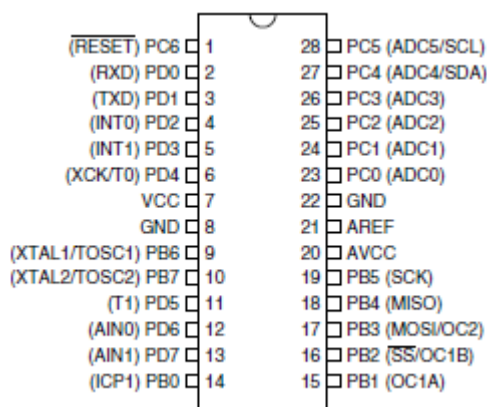 (RESET) PC6 1 28 PC5 (ADC5/SCL)
(RXD) PD0 2 27 PC4 (ADC4/SDA)
(TXD) PD1 3 26 PC3 (ADC3)
(INT0) PD2 4 25 PC2 (ADC2)
(INT1) PD3 5 24 PC1 (ADC1)
(XCK/T0) PD4 6 23 PC0 (ADC0)
VCC 7 22 GND
GND 8 21 AREF
(XTAL1/TOSC1) PB6 9 20 AVCC
(XTAL2/TOSC2) PB7 10 19 PB5 (SCK)
(T1) PD5 11 18 PB4 (MISO)
(AIN0) PD6 12 17 PB3 (MOSI/OC2)
(AIN1) PD7 13 16 PB2 (SS/OC1B)
(ICP1) PB0 14 15 PB1 (OC1A)